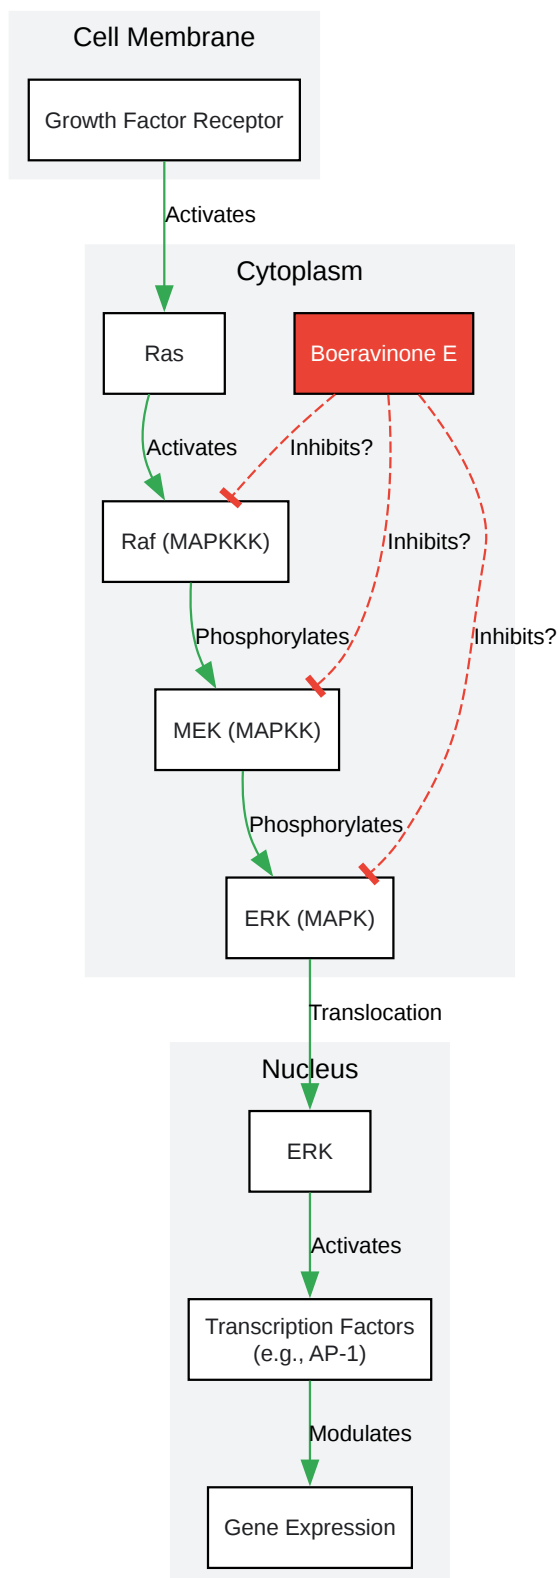 Cell Membrane
Growth Factor Receptor
Activates
Cytoplasm
Ras
Boeravinone E
Activates
Inhibits?
Raf (MAPKKK)
Inhibits?
Phosphorylates
Inhibits?
MEK (MAPKK)
Phosphorylates
ERK (MAPK)
Translocation
Nucleus
ERK
Activates
Transcription Factors
(e.g., AP-1)
Modulates
Gene Expression